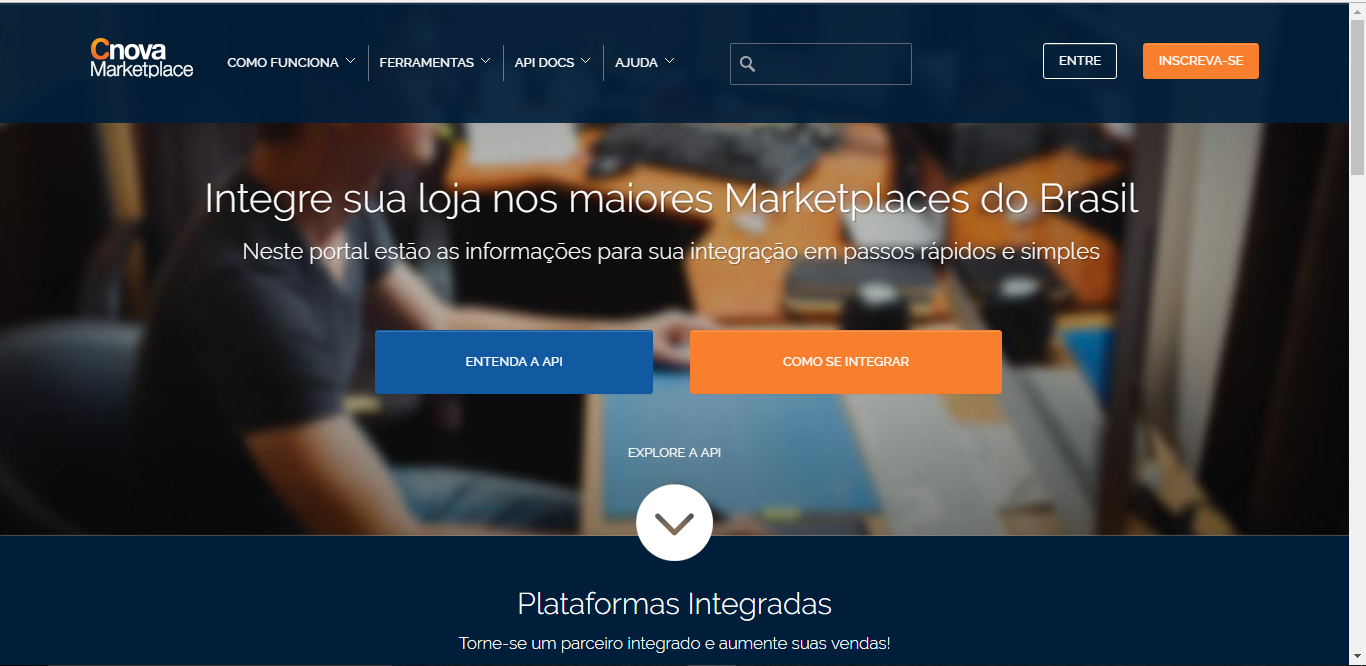 Cnova
Marketplace
COMO FUNCIONA
FERRAMENTAS
API DOCS
AJUDA
ENTRE
INSCREVA-SE
Integre sua loja nos maiores Marketplaces do Brasil
Neste portal estão as informações para sua integração em passos rápidos e simples
ENTENDA A API
COMO SE INTEGRAR
EXPLORE A API
Plataformas Integradas
Torne-se um parceiro integrado e aumente suas vendas!